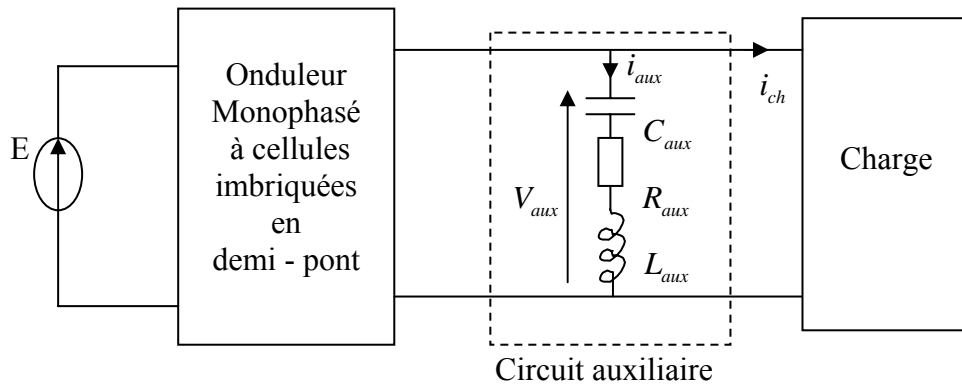 E
Onduleur
Monophasé
à cellules
imbriquées
en
demi - pont
V_aux
i_aux
C_aux
R_aux
L_aux
i_ch
Charge
Circuit auxiliaire